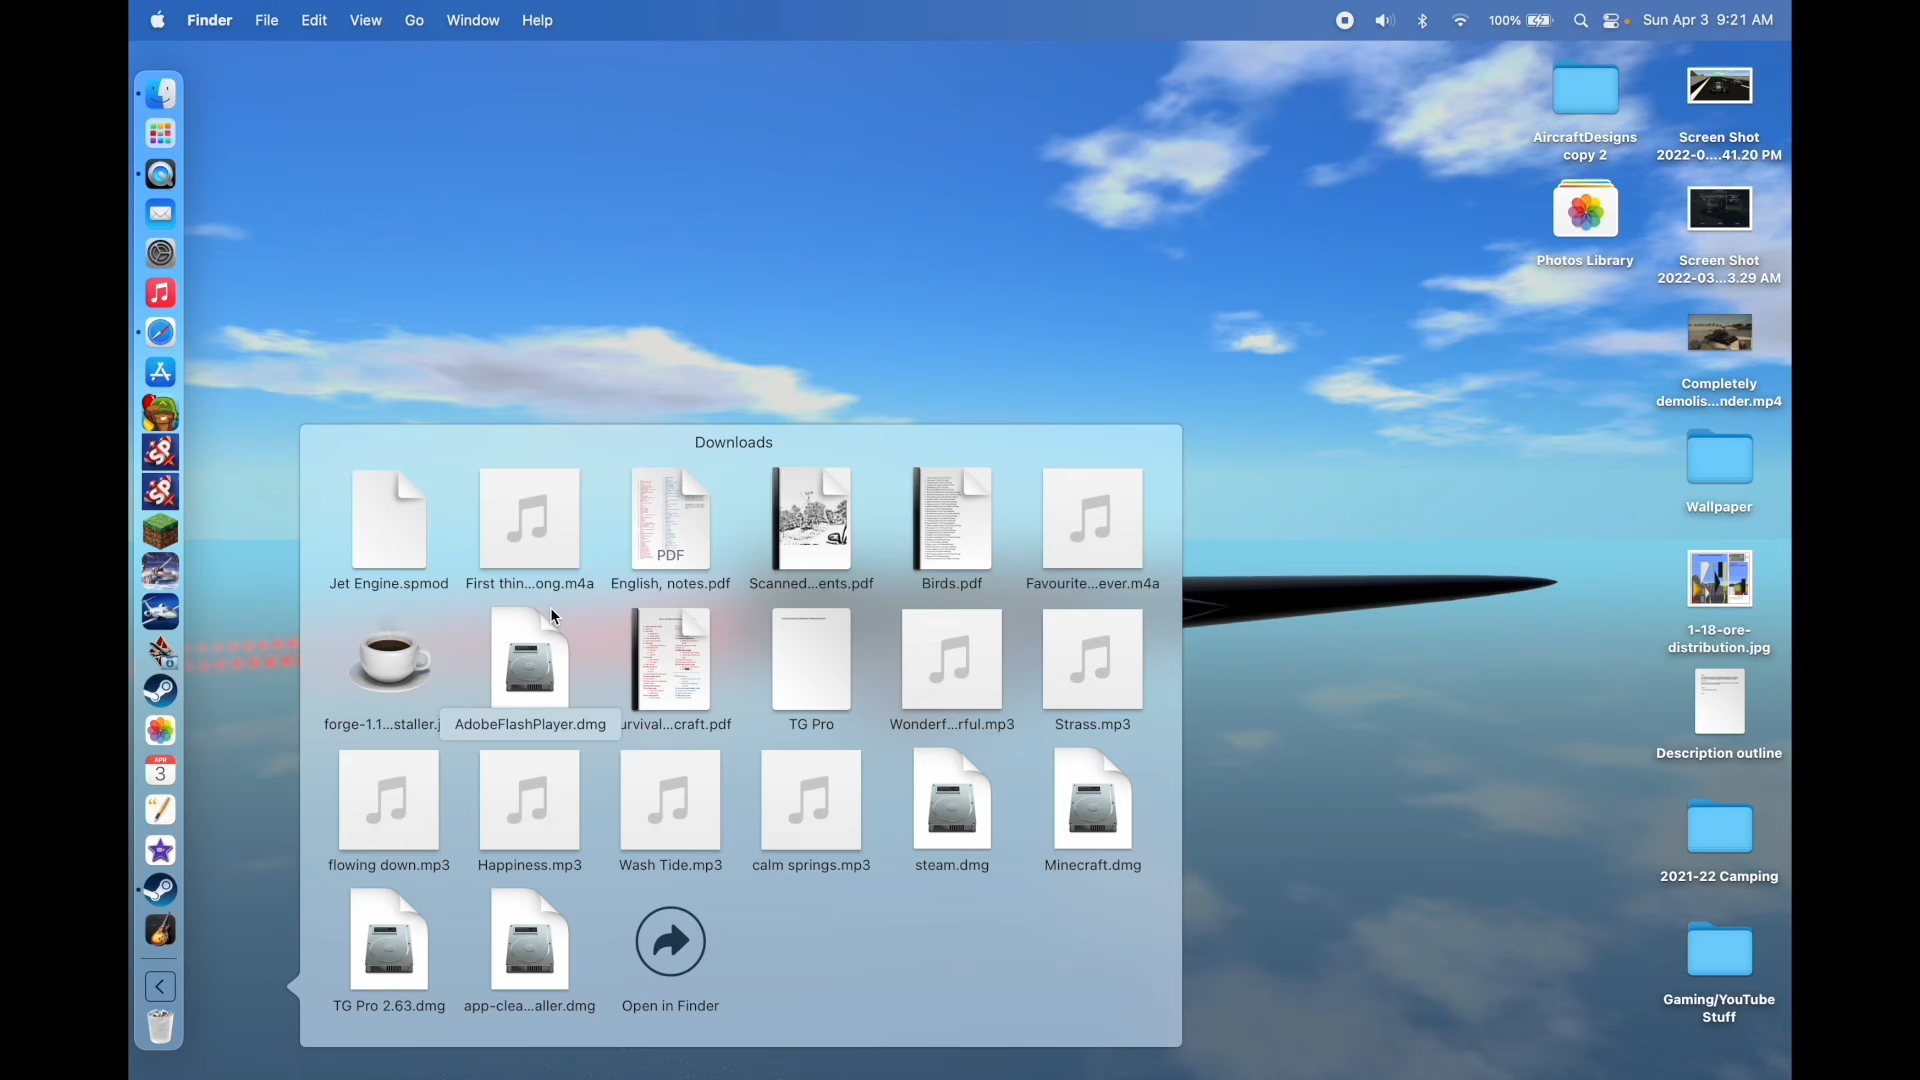 Finder File Edit View Go Window Help
100% Sun Apr 3 9:21 AM
AircraftDesigns
copy 2
Screen Shot
2022-0....41.20 PM
Photos Library
Screen Shot
2022-03...3.29 AM
Completely
demolis...nder.mp4
Wallpaper
1-18-ore-
distribution.jpg
Description outline
2021-22 Camping
Gaming/YouTube
Stuff
Downloads
Jet Engine.spmod First thin...ong.m4a English, notes.pdf Scanned...ents.pdf Birds.pdf Favourite...ever.m4a
PDF
forge-1.1...staller.j AdobeFlashPlayer.dmg urvival...craft.pdf TG Pro Wonderf...rful.mp3 Strass.mp3
flowing down.mp3 Happiness.mp3 Wash Tide.mp3 calm springs.mp3 steam.dmg Minecraft.dmg
TG Pro 2.63.dmg app-clea...aller.dmg Open in Finder
SP
SP
APR
3